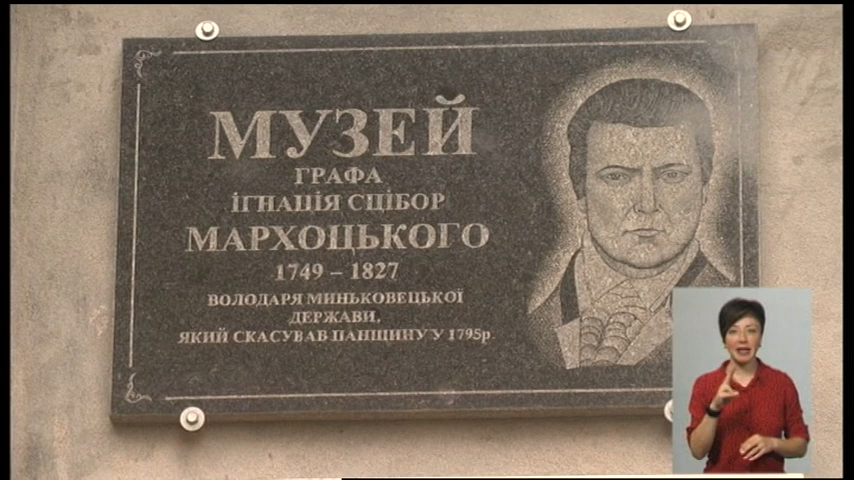 МУЗЕЙ
ГРАФА
ІГНАЦІЯ СЦІБОР
МАРХОЦЬКОГО
1749 – 1827
ВОЛОДАРЯ МИНЬКОВЕЦЬКОЇ
ДЕРЖАВИ,
ЯКИЙ СКАСУВАВ ПАНЩИНУ У 1795р.